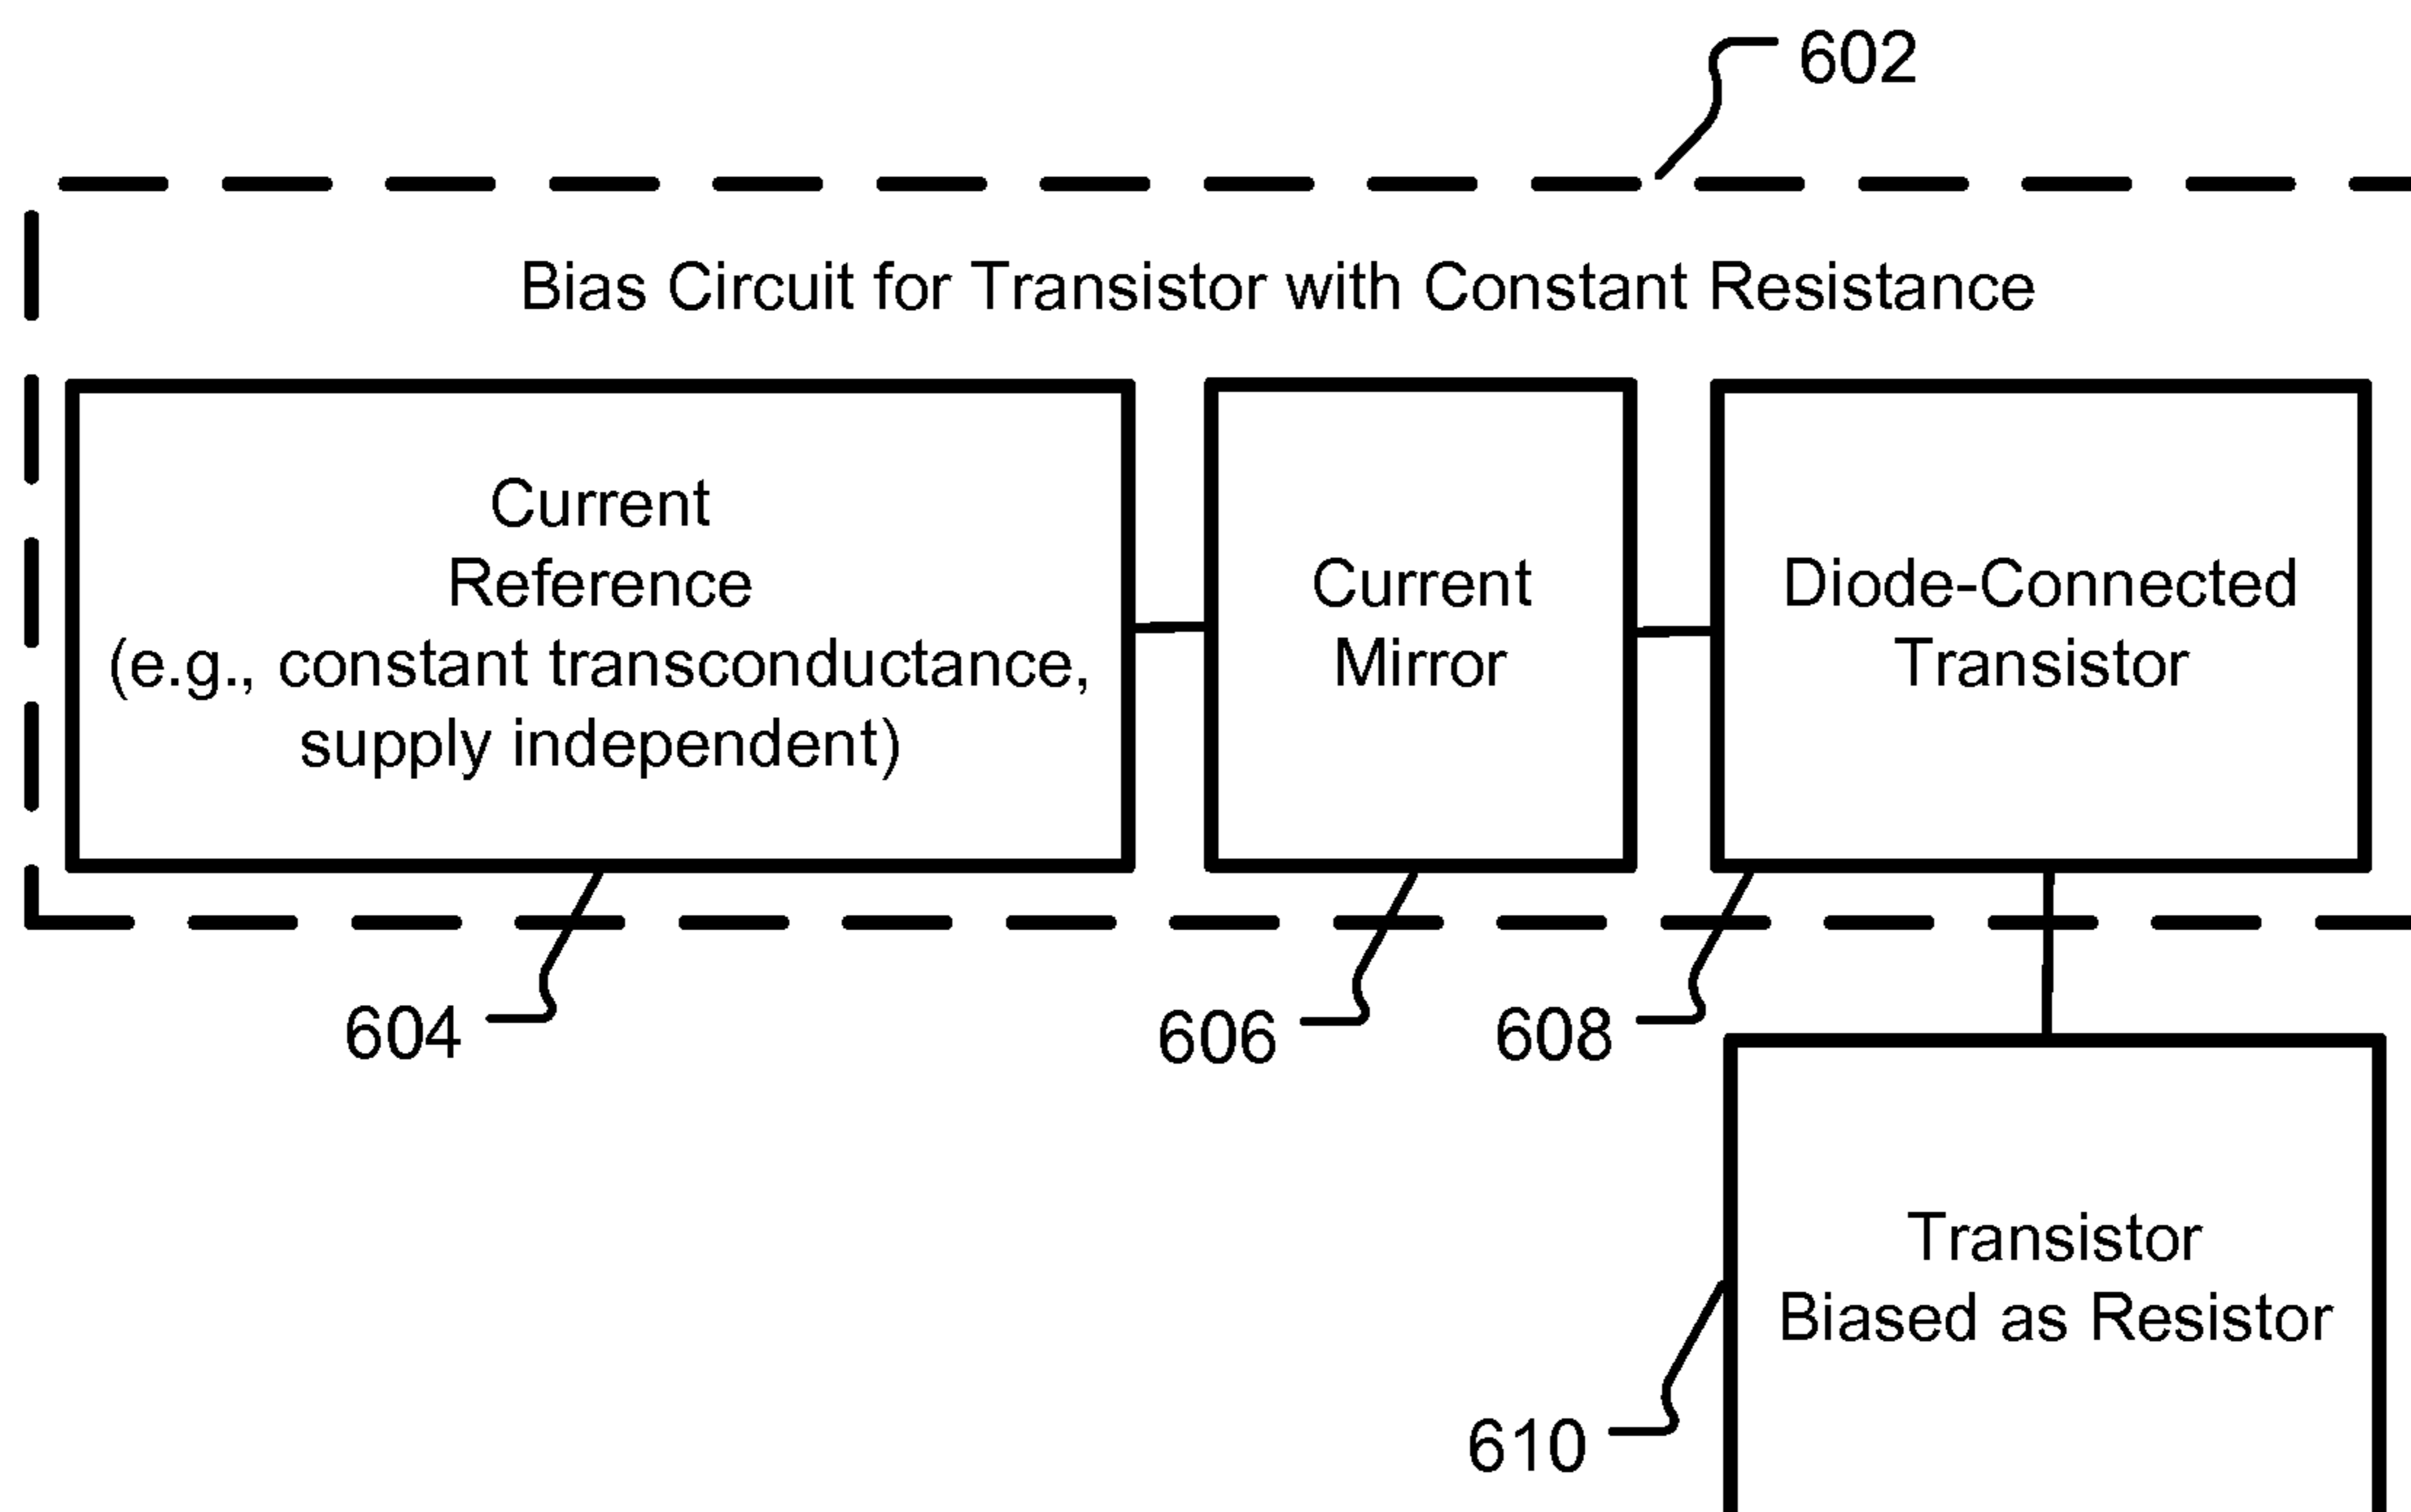 602
Bias Circuit for Transistor with Constant Resistance
Current
Reference
(e.g., constant transconductance,
supply independent)
Current
Mirror
Diode-Connected
Transistor
604
606
608
Transistor
Biased as Resistor
610